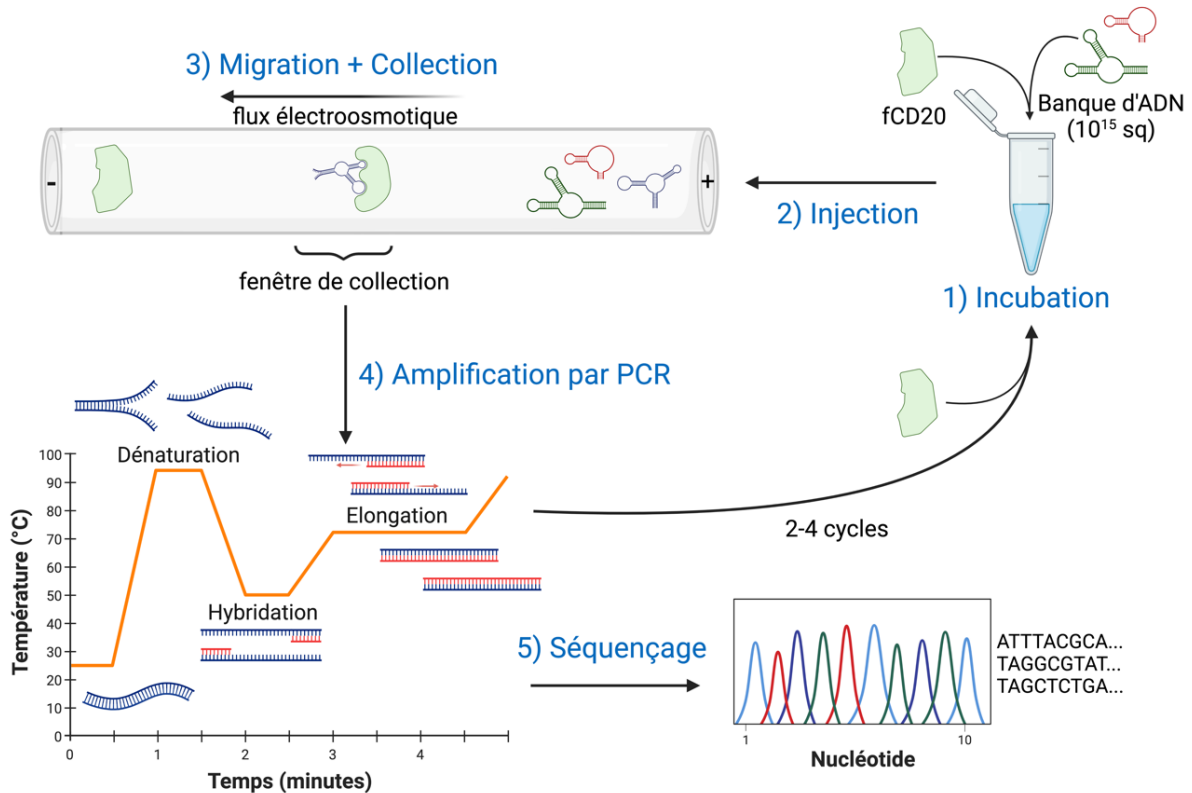 3) Migration + Collection
flux électroosmotique
-
+
fenêtre de collection
fCD20
Banque d'ADN
(10¹⁵ sq)
2) Injection
1) Incubation
4) Amplification par PCR
2-4 cycles
Température (°C)
100
90
80
70
60
50
40
30
20
10
0
Dénaturation
Hybridation
Elongation
0
1
2
3
4
Temps (minutes)
5) Séquençage
1
10
Nucléotide
ATTTACGCA...
TAGGCGTAT...
TAGCTCTGA...